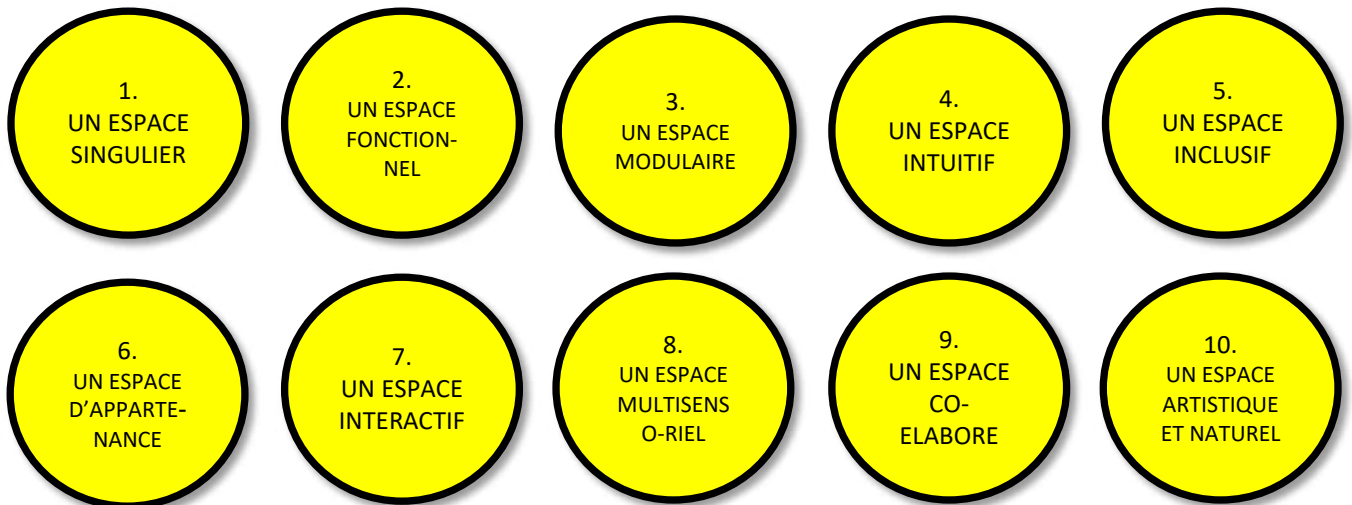 1.
UN ESPACE
SINGULIER
2.
UN ESPACE
FONCTION-
NEL
3.
UN ESPACE
MODULAIRE
4.
UN ESPACE
INTUITIF
5.
UN ESPACE
INCLUSIF
6.
UN ESPACE
D’APPARTE-
NANCE
7.
UN ESPACE
INTERACTIF
8.
UN ESPACE
MULTISENS
O-RIEL
9.
UN ESPACE
CO-
ELABORE
10.
UN ESPACE
ARTISTIQUE
ET NATUREL